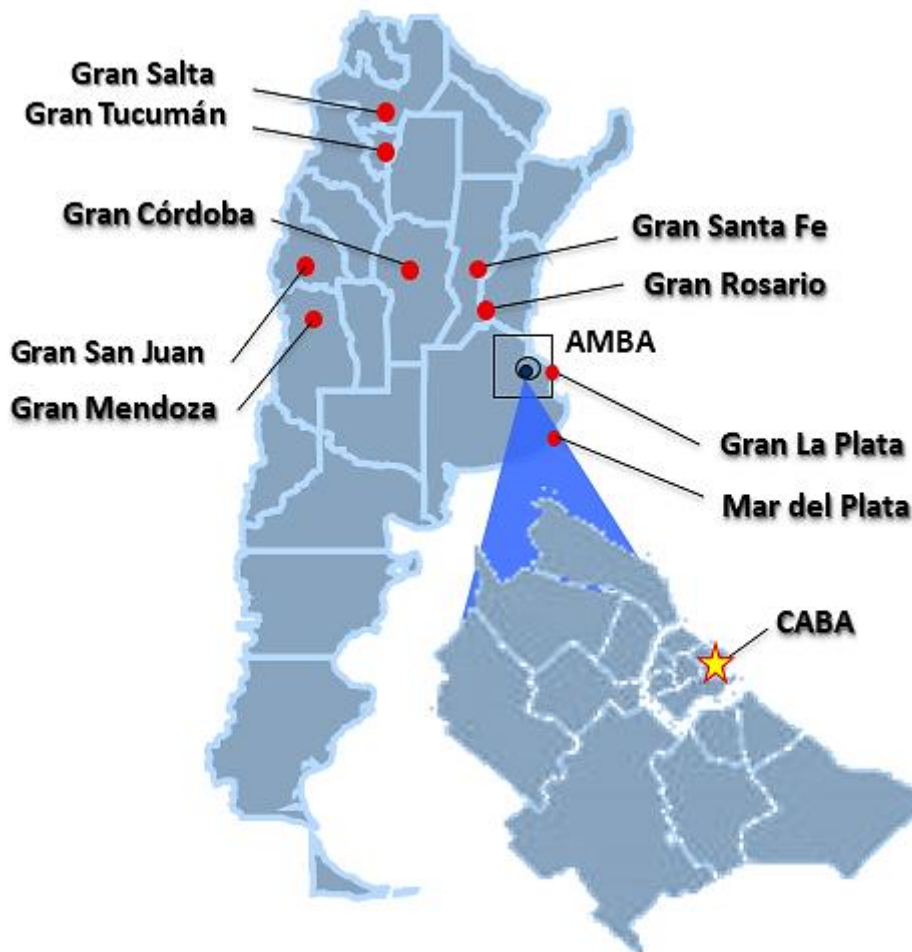 Gran Salta
Gran Tucumán
Gran Córdoba
Gran Santa Fe
Gran Rosario
AMBA
Gran San Juan
Gran Mendoza
Gran La Plata
Mar del Plata
CABA